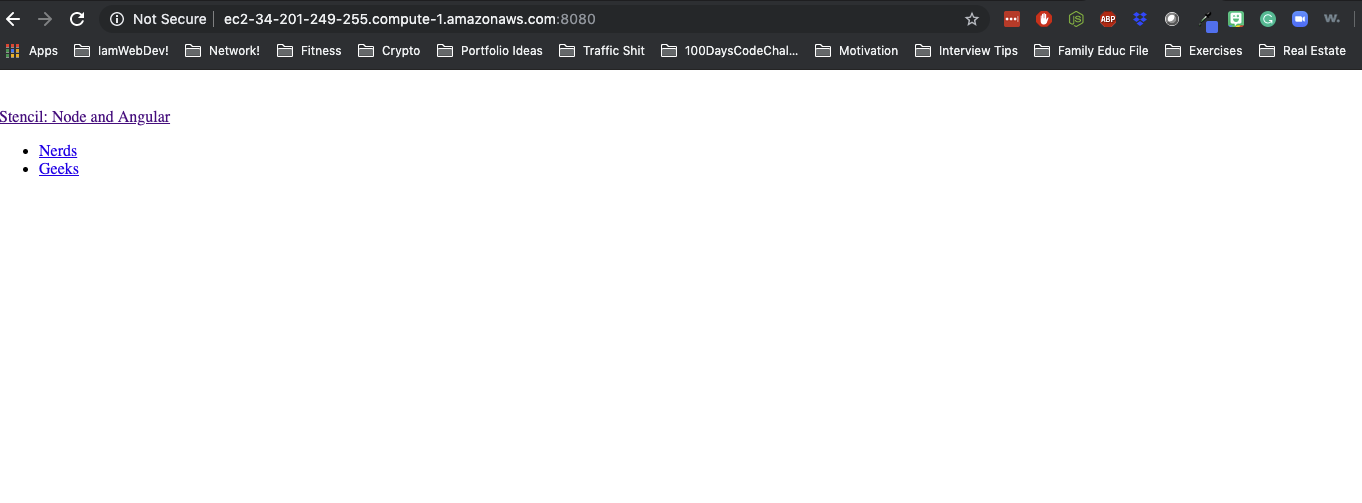 Not Secure ec2-34-201-249-255.compute-1.amazonaws.com:8080 ABP w.
Apps IamWebDev! Network! Fitness Crypto Portfolio Ideas Traffic Shit 100DaysCodeChal... Motivation Interview Tips Family Educ File Exercises Real Estate
Stencil: Node and Angular
Nerds
Geeks